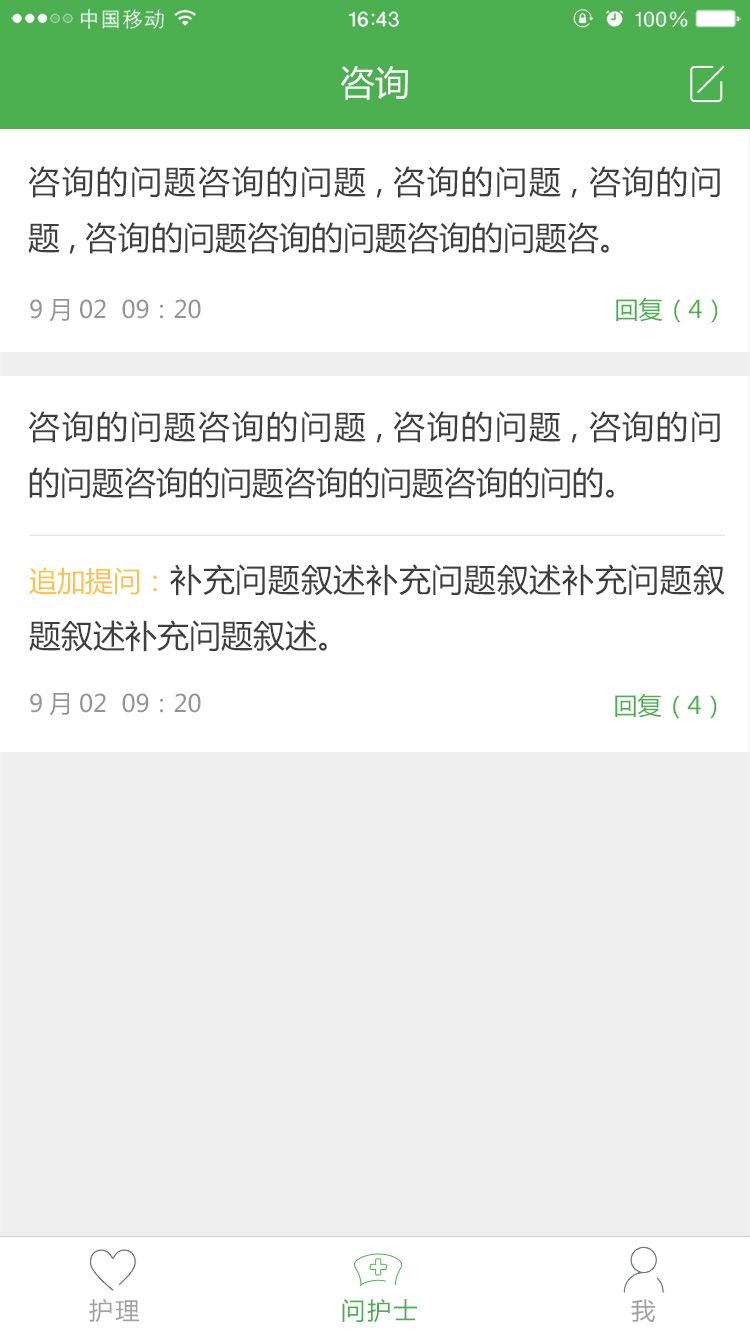 中国移动 16:43 100%
咨询
咨询的问题咨询的问题，咨询的问题，咨询的问
题，咨询的问题咨询的问题咨询的问题咨。
9月02 09：20 回复（4）
咨询的问题咨询的问题，咨询的问题，咨询的问
的问题咨询的问题咨询的问题咨询的问的。
追加提问：补充问题叙述补充问题叙述补充问题叙
题叙述补充问题叙述。
9月02 09：20 回复（4）
护理 问护士 我